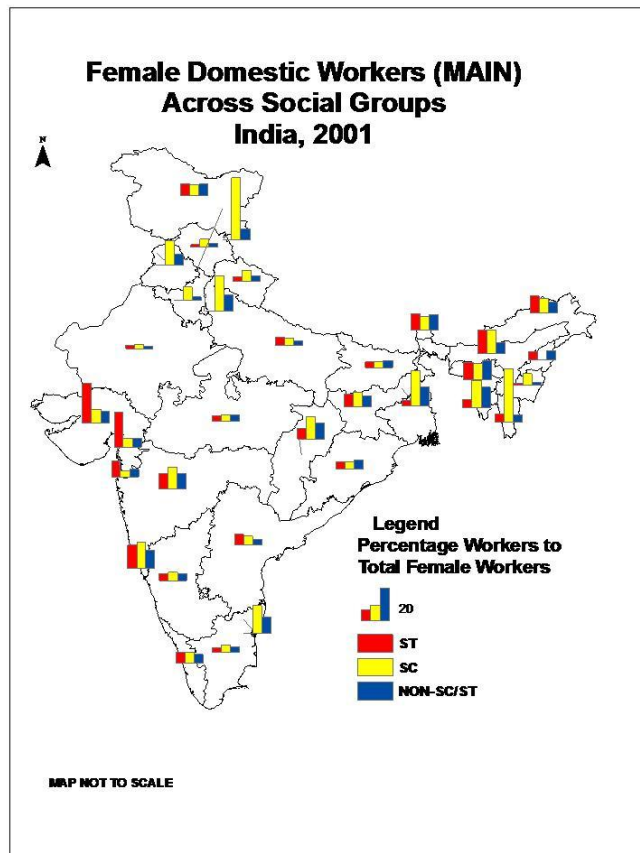 Female Domestic Workers (MAIN)
Across Social Groups
India, 2001
N
Legend
Percentage Workers to
Total Female Workers
20
ST
SC
NON-SC/ST
MAP NOT TO SCALE